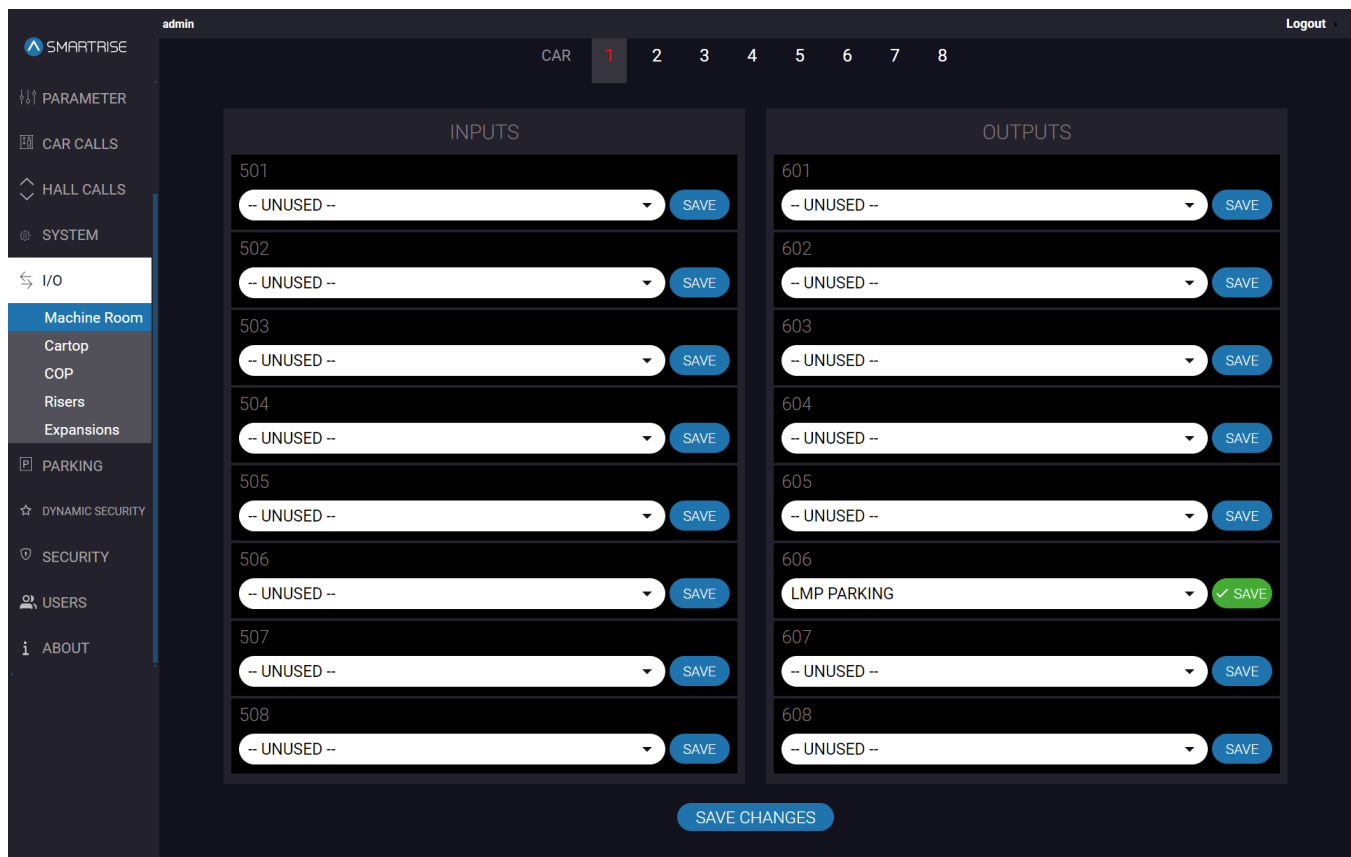 admin
Logout
SMARTRISE
CAR 1 2 3 4 5 6 7 8
PARAMETER
CAR CALLS
HALL CALLS
SYSTEM
I/O
Machine Room
Cartop
COP
Risers
Expansions
P PARKING
DYNAMIC SECURITY
SECURITY
USERS
i ABOUT
INPUTS
501
-- UNUSED -- SAVE
502
-- UNUSED -- SAVE
503
-- UNUSED -- SAVE
504
-- UNUSED -- SAVE
505
-- UNUSED -- SAVE
506
-- UNUSED -- SAVE
507
-- UNUSED -- SAVE
508
-- UNUSED -- SAVE
OUTPUTS
601
-- UNUSED -- SAVE
602
-- UNUSED -- SAVE
603
-- UNUSED -- SAVE
604
-- UNUSED -- SAVE
605
-- UNUSED -- SAVE
606
LMP PARKING ✓ SAVE
607
-- UNUSED -- SAVE
608
-- UNUSED -- SAVE
SAVE CHANGES